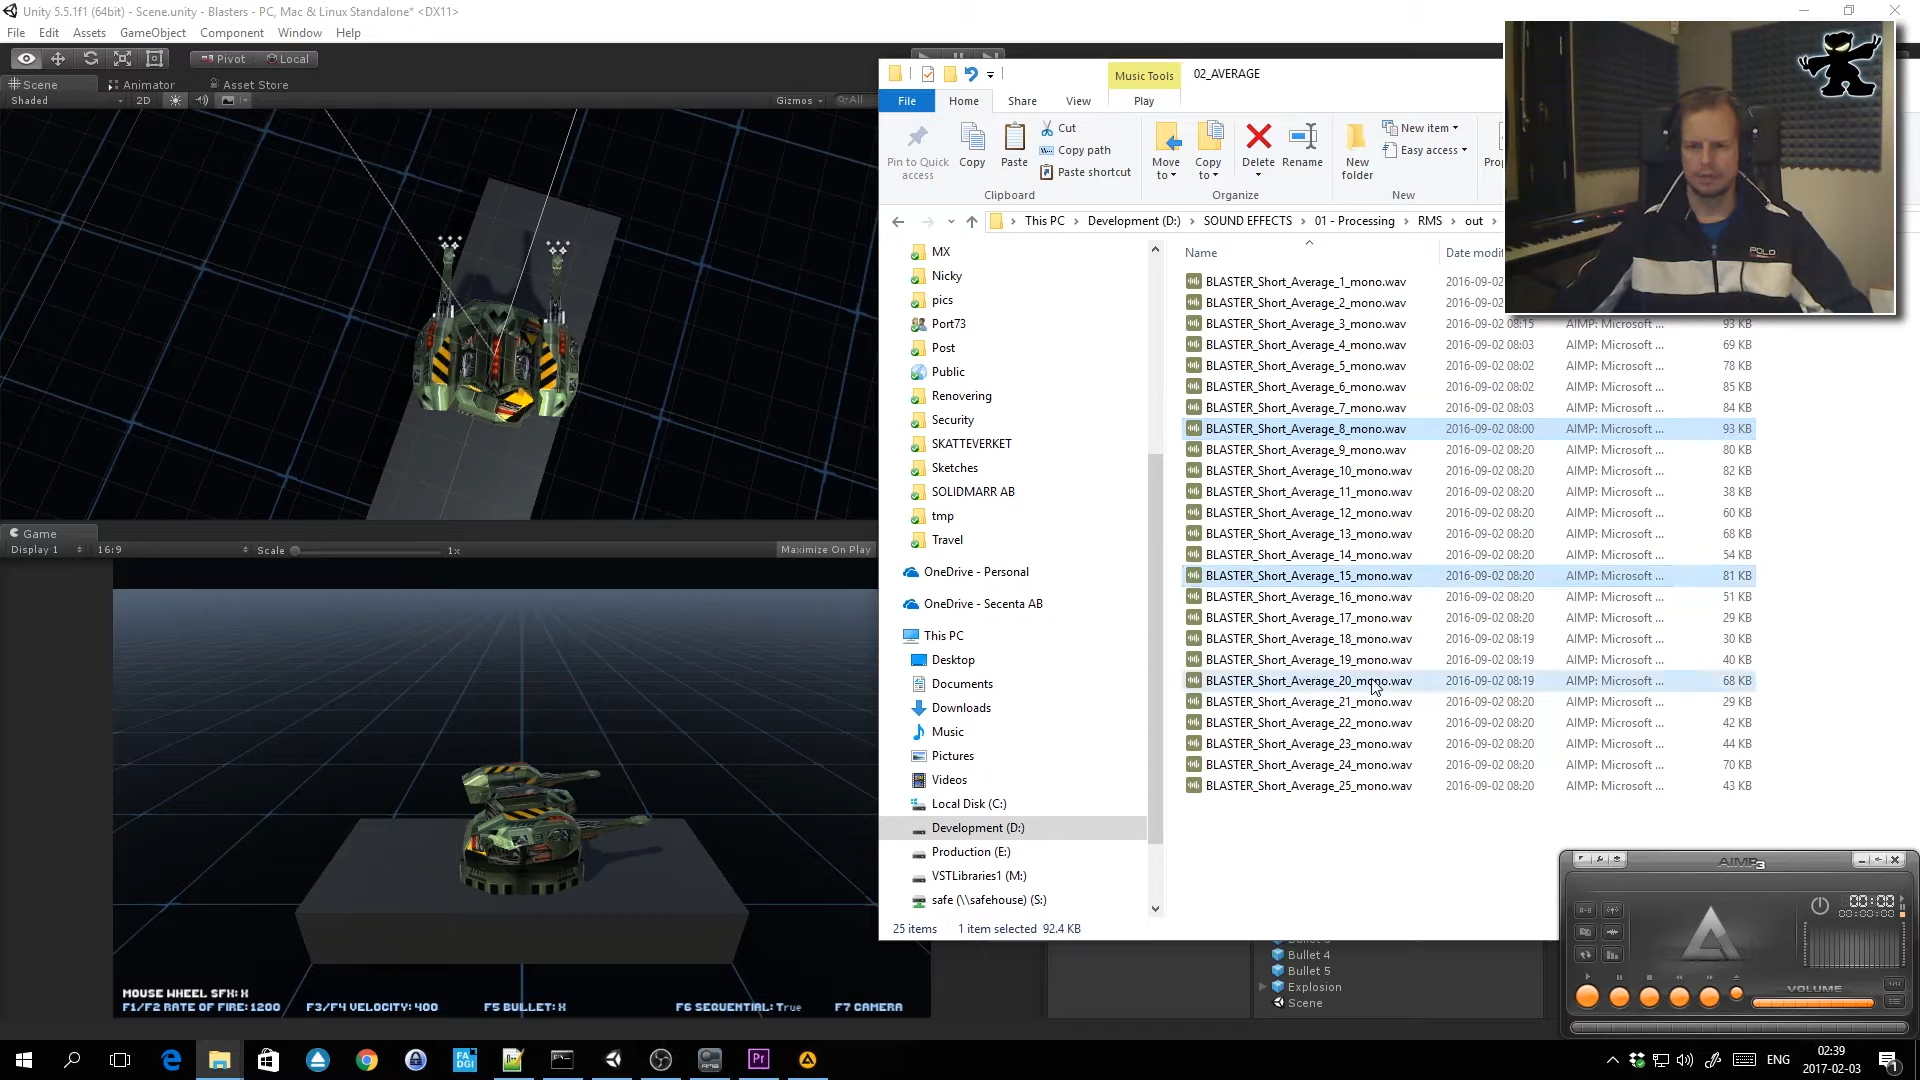 Unity 5.5.1f1 (64bit) - Scene.unity - Blasters - PC, Mac & Linux Standalone* <DX11>
File Edit Assets GameObject Component Window Help
Pivot Local
Scene Animator Asset Store
Shaded 2D Gizmos All
Game
Display 1 16:9 Scale 1x Maximize On Play
MOUSE WHEEL SFX: X
F1/F2 RATE OF FIRE:1200 F3/F4 VELOCITY: 400 F5 BULLET: X F6 SEQUENTIAL: True F7 CAMERA
Music Tools 02_AVERAGE
File Home Share View Play
Pin to Quick access
Copy
Paste
Cut
Copy path
Paste shortcut
Clipboard
Move to
Copy to
Delete
Rename
Organize
New folder
New item
Easy access
New
This PC Development (D:) SOUND EFFECTS 01 - Processing RMS out
MX
Nicky
pics
Port73
Post
Public
Renovering
Security
SKATTEVERKET
Sketches
SOLIDMARR AB
tmp
Travel
OneDrive - Personal
OneDrive - Secenta AB
This PC
Desktop
Documents
Downloads
Music
Pictures
Videos
Local Disk (C:)
Development (D:)
Production (E:)
VSTLibraries1 (M:)
safe (\\safehouse) (S:)
Name Date modi
BLASTER_Short_Average_1_mono.wav 2016-09-02
BLASTER_Short_Average_2_mono.wav 2016-09-02
BLASTER_Short_Average_3_mono.wav 2016-09-02 08:15 AIMP: Microsoft ... 93 KB
BLASTER_Short_Average_4_mono.wav 2016-09-02 08:03 AIMP: Microsoft ... 69 KB
BLASTER_Short_Average_5_mono.wav 2016-09-02 08:02 AIMP: Microsoft ... 78 KB
BLASTER_Short_Average_6_mono.wav 2016-09-02 08:02 AIMP: Microsoft ... 85 KB
BLASTER_Short_Average_7_mono.wav 2016-09-02 08:03 AIMP: Microsoft ... 84 KB
BLASTER_Short_Average_8_mono.wav 2016-09-02 08:00 AIMP: Microsoft ... 93 KB
BLASTER_Short_Average_9_mono.wav 2016-09-02 08:20 AIMP: Microsoft ... 80 KB
BLASTER_Short_Average_10_mono.wav 2016-09-02 08:20 AIMP: Microsoft ... 82 KB
BLASTER_Short_Average_11_mono.wav 2016-09-02 08:20 AIMP: Microsoft ... 38 KB
BLASTER_Short_Average_12_mono.wav 2016-09-02 08:20 AIMP: Microsoft ... 60 KB
BLASTER_Short_Average_13_mono.wav 2016-09-02 08:20 AIMP: Microsoft ... 68 KB
BLASTER_Short_Average_14_mono.wav 2016-09-02 08:20 AIMP: Microsoft ... 54 KB
BLASTER_Short_Average_15_mono.wav 2016-09-02 08:20 AIMP: Microsoft ... 81 KB
BLASTER_Short_Average_16_mono.wav 2016-09-02 08:20 AIMP: Microsoft ... 51 KB
BLASTER_Short_Average_17_mono.wav 2016-09-02 08:20 AIMP: Microsoft ... 29 KB
BLASTER_Short_Average_18_mono.wav 2016-09-02 08:19 AIMP: Microsoft ... 30 KB
BLASTER_Short_Average_19_mono.wav 2016-09-02 08:19 AIMP: Microsoft ... 40 KB
BLASTER_Short_Average_20_mono.wav 2016-09-02 08:19 AIMP: Microsoft ... 68 KB
BLASTER_Short_Average_21_mono.wav 2016-09-02 08:20 AIMP: Microsoft ... 29 KB
BLASTER_Short_Average_22_mono.wav 2016-09-02 08:20 AIMP: Microsoft ... 42 KB
BLASTER_Short_Average_23_mono.wav 2016-09-02 08:20 AIMP: Microsoft ... 44 KB
BLASTER_Short_Average_24_mono.wav 2016-09-02 08:20 AIMP: Microsoft ... 70 KB
BLASTER_Short_Average_25_mono.wav 2016-09-02 08:20 AIMP: Microsoft ... 43 KB
25 items 1 item selected 92.4 KB
Bullet 4
Bullet 5
Explosion
Scene
POLO
AIMP3
00:00
00:00:00
VOLUME
FA
DGI
Pr
ENG
02:39
2017-02-03